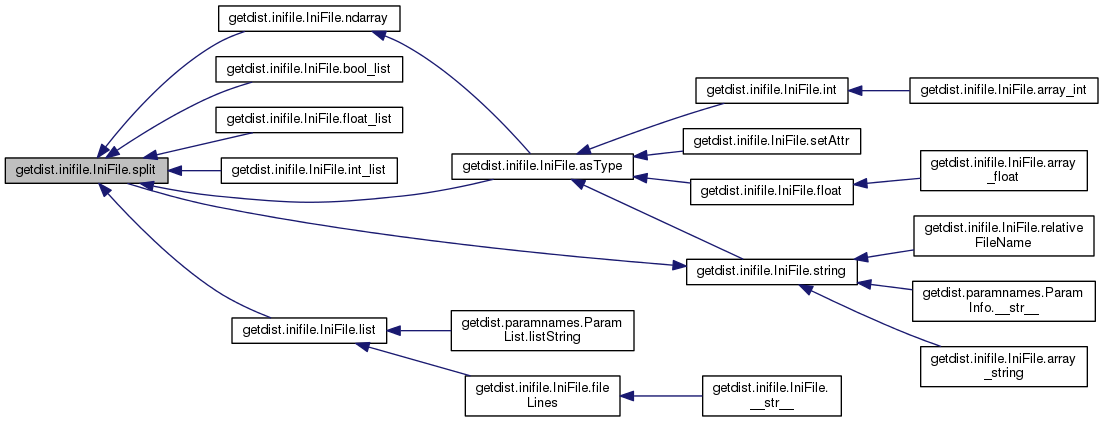 getdist.inifile.IniFile.split
getdist.inifile.IniFile.ndarray
getdist.inifile.IniFile.bool_list
getdist.inifile.IniFile.float_list
getdist.inifile.IniFile.int_list
getdist.inifile.IniFile.list
getdist.inifile.IniFile.asType
getdist.paramnames.Param
List.listString
getdist.inifile.IniFile.file
Lines
getdist.inifile.IniFile.int
getdist.inifile.IniFile.setAttr
getdist.inifile.IniFile.float
getdist.inifile.IniFile.string
getdist.inifile.IniFile.
__str__
getdist.inifile.IniFile.array_int
getdist.inifile.IniFile.array
_float
getdist.inifile.IniFile.relative
FileName
getdist.paramnames.Param
Info.__str__
getdist.inifile.IniFile.array
_string